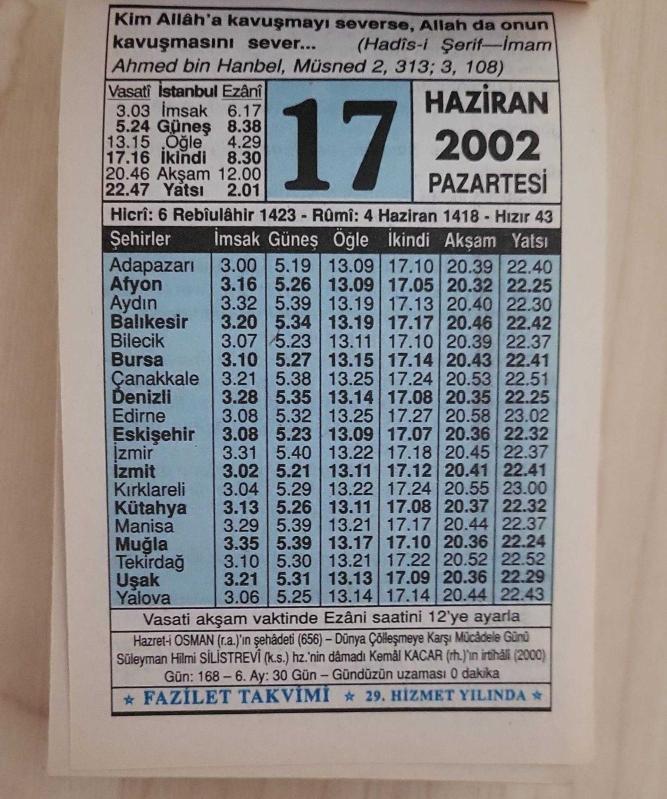 Kim Allâh'a kavuşmayı severse, Allah da onun
kavuşmasını sever... (Hadîs-i Şerif—İmam
Ahmed bin Hanbel, Müsned 2, 313; 3, 108)
Vasatî İstanbul Ezânî
3.03 İmsak 6.17
5.24 Güneş 8.38
13.15 Öğle 4.29
17.16 İkindi 8.30
20.46 Akşam 12.00
22.47 Yatsı 2.01
17
HAZİRAN
2002
PAZARTESİ
Hicrî: 6 Rebîulâhir 1423 - Rûmî: 4 Haziran 1418 - Hızır 43
Şehirler İmsak Güneş Öğle İkindi Akşam Yatsı
Adapazarı 3.00 5.19 13.09 17.10 20.39 22.40
Afyon 3.16 5.26 13.09 17.05 20.32 22.25
Aydın 3.32 5.39 13.19 17.13 20.40 22.30
Balıkesir 3.20 5.34 13.19 17.17 20.46 22.42
Bilecik 3.07 5.23 13.11 17.10 20.39 22.37
Bursa 3.10 5.27 13.15 17.14 20.43 22.41
Çanakkale 3.21 5.38 13.25 17.24 20.53 22.51
Denizli 3.28 5.35 13.14 17.08 20.35 22.25
Edirne 3.08 5.32 13.25 17.27 20.58 23.02
Eskişehir 3.08 5.23 13.09 17.07 20.36 22.32
İzmir 3.31 5.40 13.22 17.18 20.45 22.37
İzmit 3.02 5.21 13.11 17.12 20.41 22.41
Kırklareli 3.04 5.29 13.22 17.24 20.55 23.00
Kütahya 3.13 5.26 13.11 17.08 20.37 22.32
Manisa 3.29 5.39 13.21 17.17 20.44 22.37
Muğla 3.35 5.39 13.17 17.10 20.36 22.24
Tekirdağ 3.10 5.30 13.21 17.22 20.52 22.52
Uşak 3.21 5.31 13.13 17.09 20.36 22.29
Yalova 3.06 5.25 13.14 17.14 20.44 22.43
Vasati akşam vaktinde Ezâni saatini 12'ye ayarla
Hazret-i OSMAN (r.a.)'ın şehâdeti (656) – Dünya Çölleşmeye Karşı Mücâdele Günü
Süleyman Hilmi SİLİSTREVÎ (k.s.) hz.'nin dâmadı Kemâl KACAR (rh.)'ın irtihâli (2000)
Gün: 168 – 6. Ay: 30 Gün – Gündüzün uzaması 0 dakika
★ FAZİLET TAKVİMİ ★ 29. HİZMET YILINDA ★